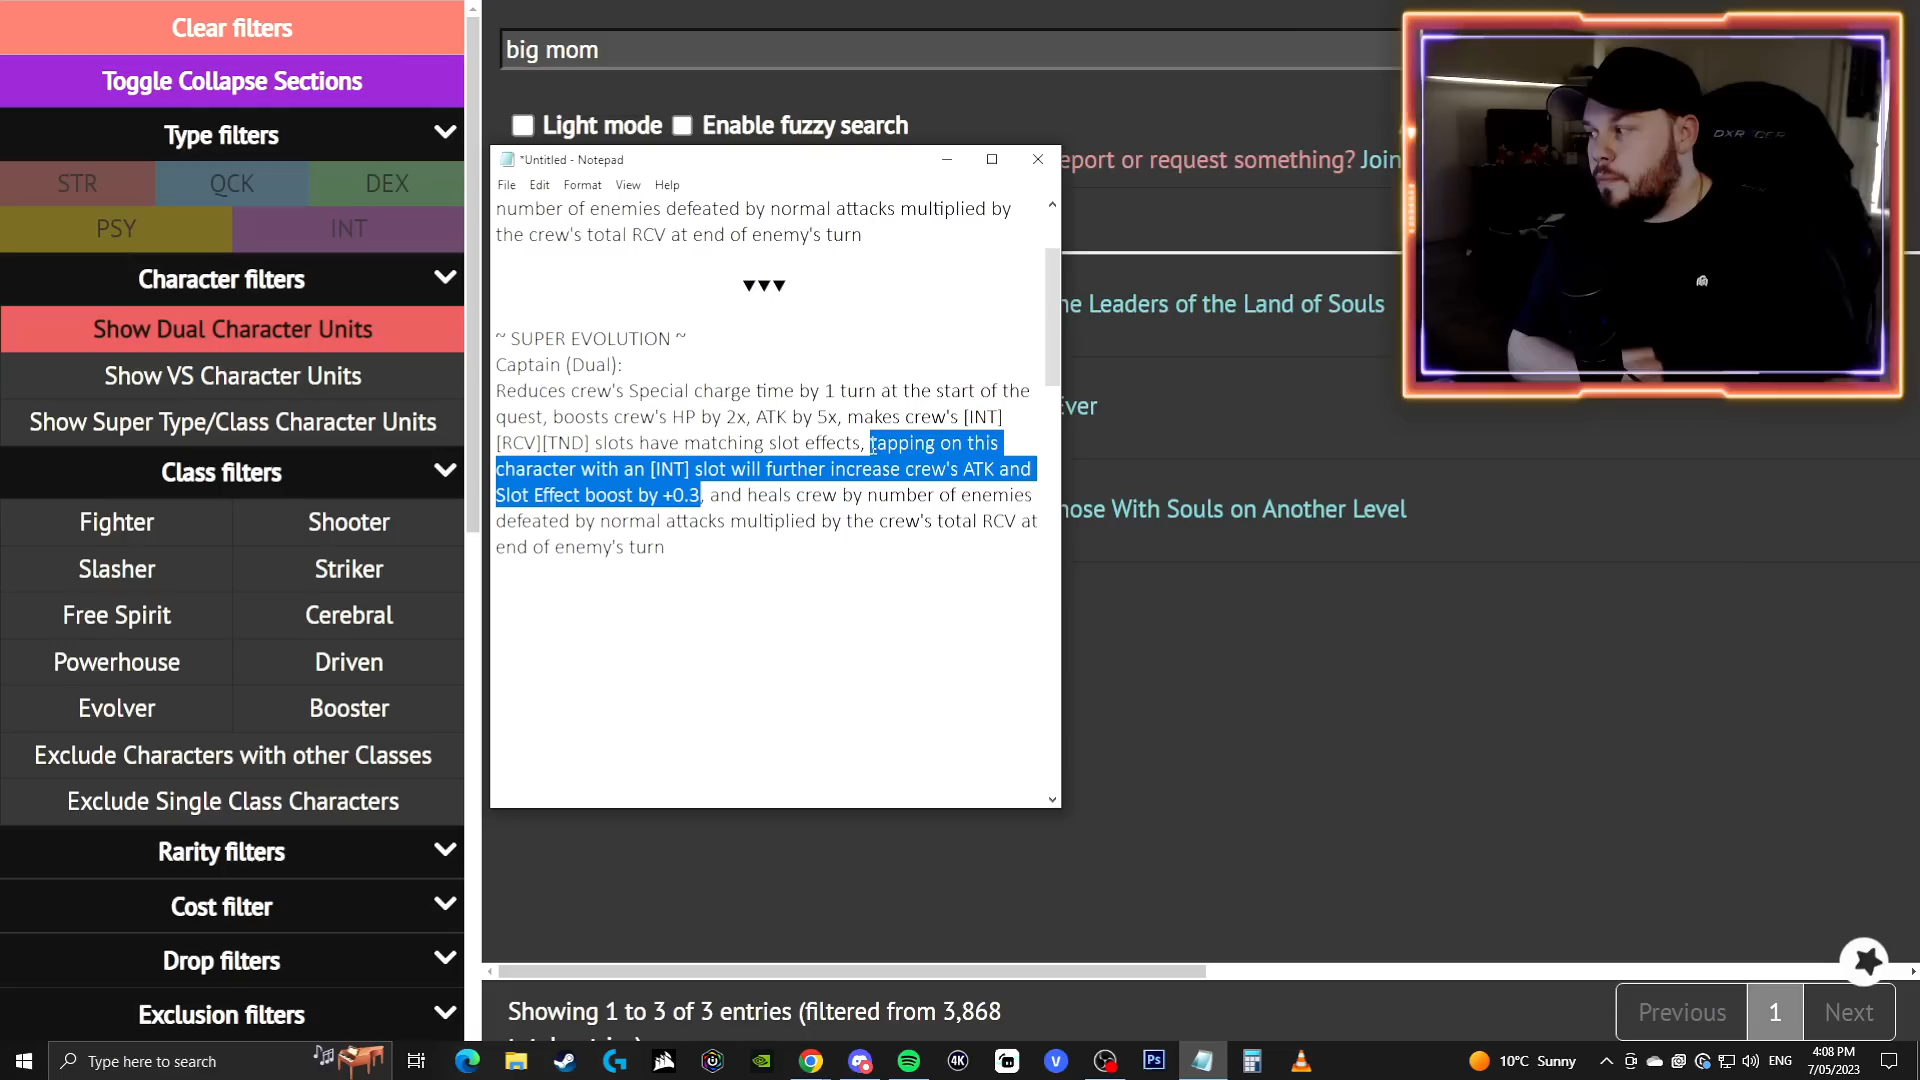 Clear filters
Toggle Collapse Sections
Type filters
STR QCK DEX
PSY INT
Character filters
Show Dual Character Units
Show VS Character Units
Show Super Type/Class Character Units
Class filters
Fighter Shooter
Slasher Striker
Free Spirit Cerebral
Powerhouse Driven
Evolver Booster
Exclude Characters with other Classes
Exclude Single Class Characters
Rarity filters
Cost filter
Drop filters
Exclusion filters
big mom
Light mode Enable fuzzy search
eport or request something? Join
*Untitled - Notepad
File Edit Format View Help
number of enemies defeated by normal attacks multiplied by
the crew's total RCV at end of enemy's turn
▼▼▼
~ SUPER EVOLUTION ~
Captain (Dual):
Reduces crew's Special charge time by 1 turn at the start of the
quest, boosts crew's HP by 2x, ATK by 5x, makes crew's [INT]
[RCV][TND] slots have matching slot effects, tapping on this
character with an [INT] slot will further increase crew's ATK and
Slot Effect boost by +0.3, and heals crew by number of enemies
defeated by normal attacks multiplied by the crew's total RCV at
end of enemy's turn
he Leaders of the Land of Souls
Ever
hose With Souls on Another Level
Showing 1 to 3 of 3 entries (filtered from 3,868
Previous 1 Next
Type here to search
4K
Ps
10°C Sunny
ENG
4:08 PM
7/05/2023